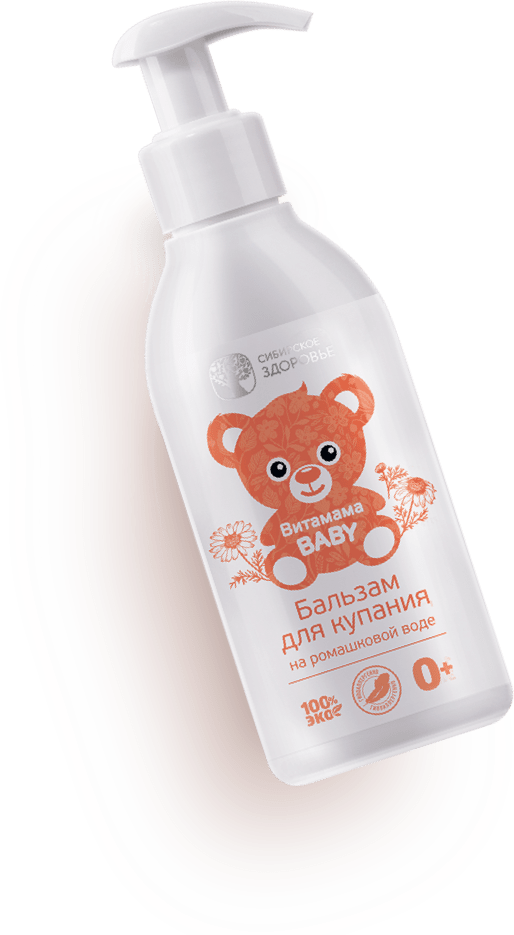 СИБИРСКОЕ
ЗДОРОВЬЕ
Витамама
BABY
Бальзам
для купания
на ромашковой воде
100%
ЭКО
0+